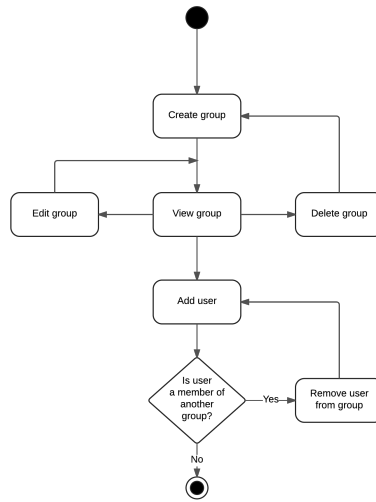 Create group
Edit group
View group
Delete group
Add user
Is user
a member of
another
group?
Yes
Remove user
from group
No